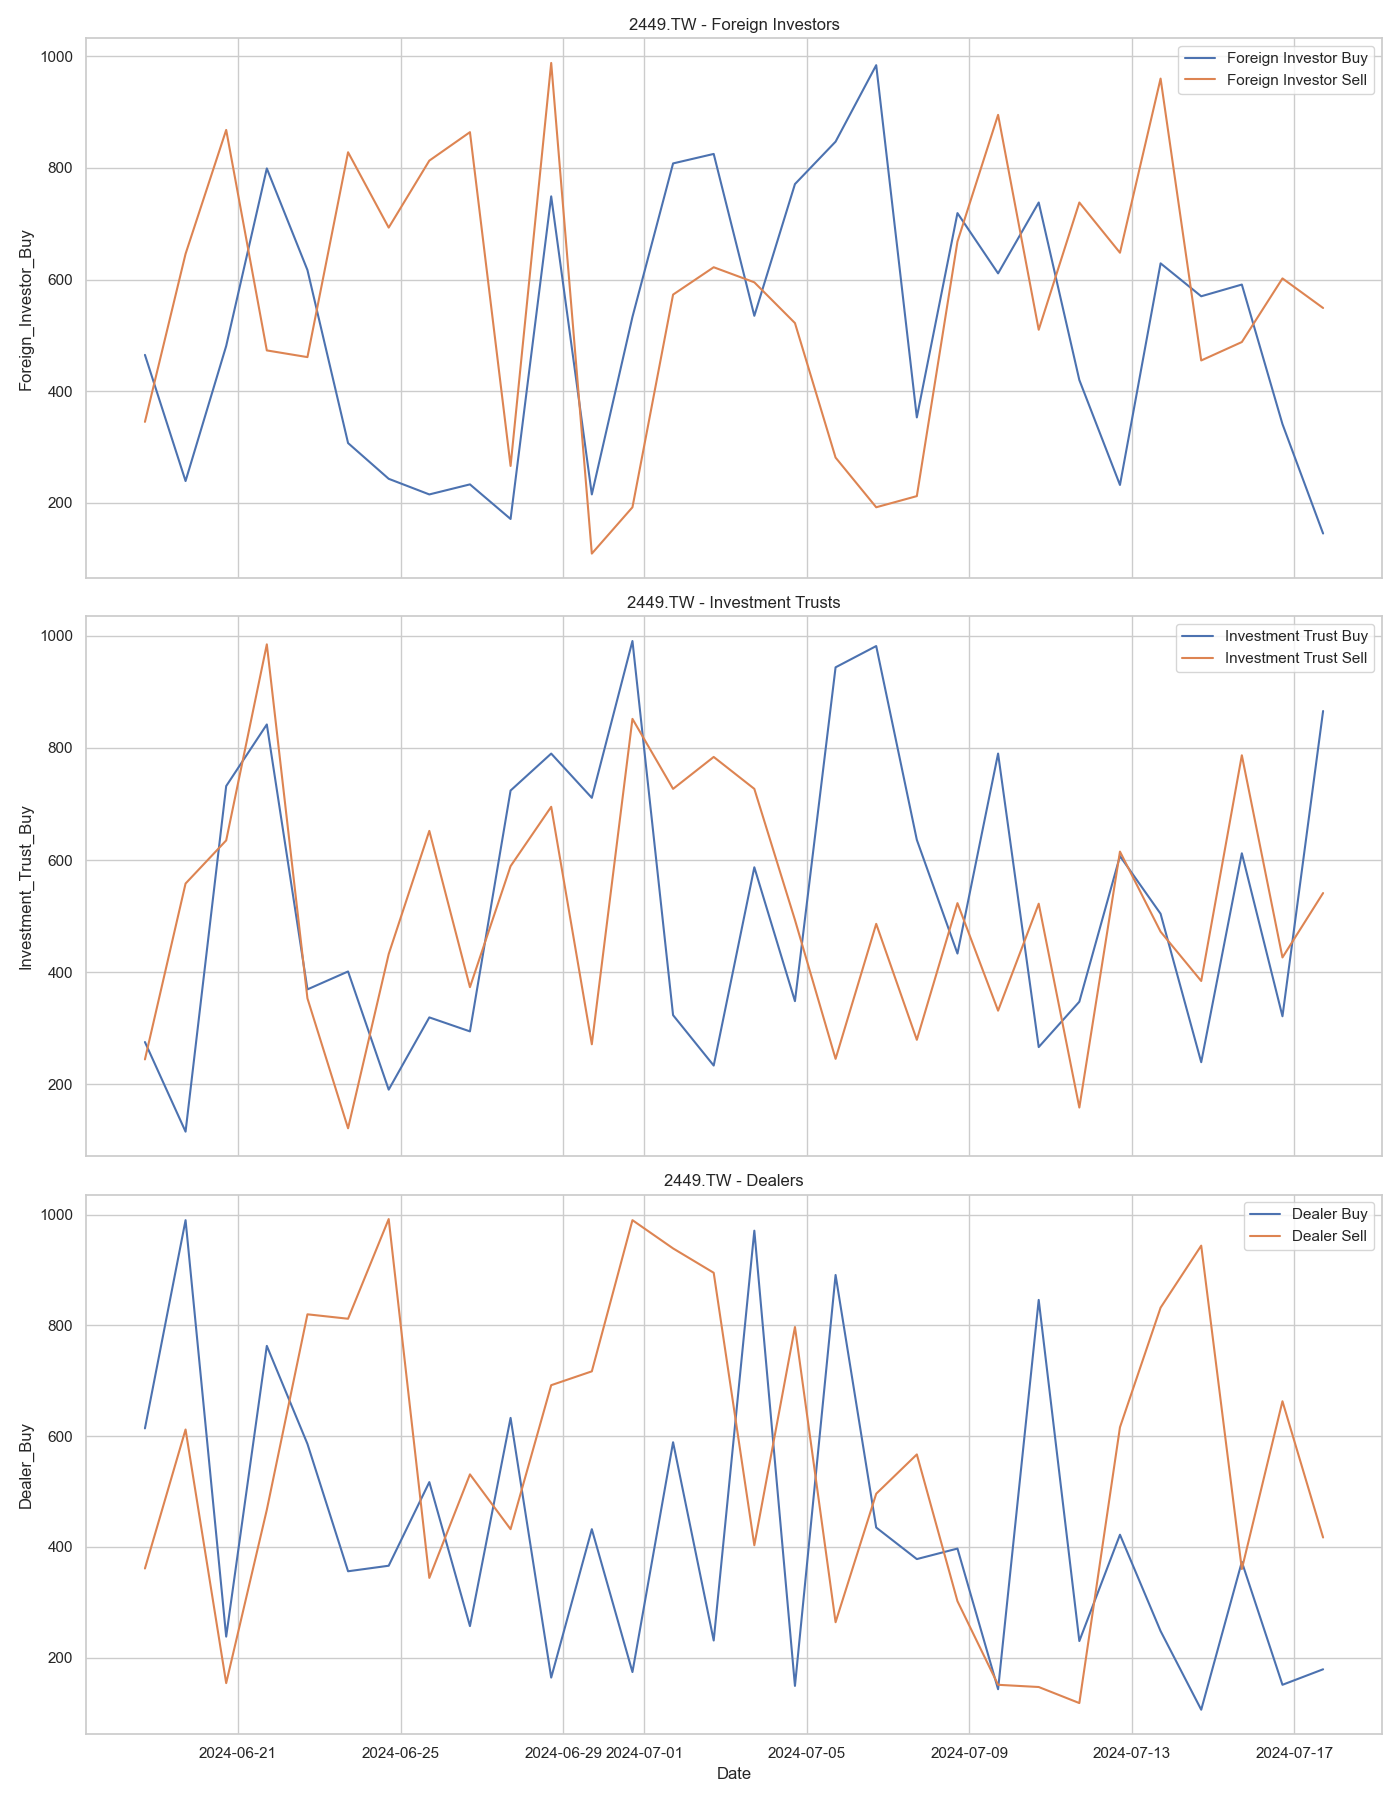 2449.TW - Foreign Investors
Foreign Investor Buy
Foreign Investor Sell
Foreign_Investor_Buy
1000
800
600
400
200
2449.TW - Investment Trusts
Investment Trust Buy
Investment Trust Sell
Investment_Trust_Buy
1000
800
600
400
200
2449.TW - Dealers
Dealer Buy
Dealer Sell
Dealer_Buy
1000
800
600
400
200
2024-06-21 2024-06-25 2024-06-29 2024-07-01 2024-07-05 2024-07-09 2024-07-13 2024-07-17
Date